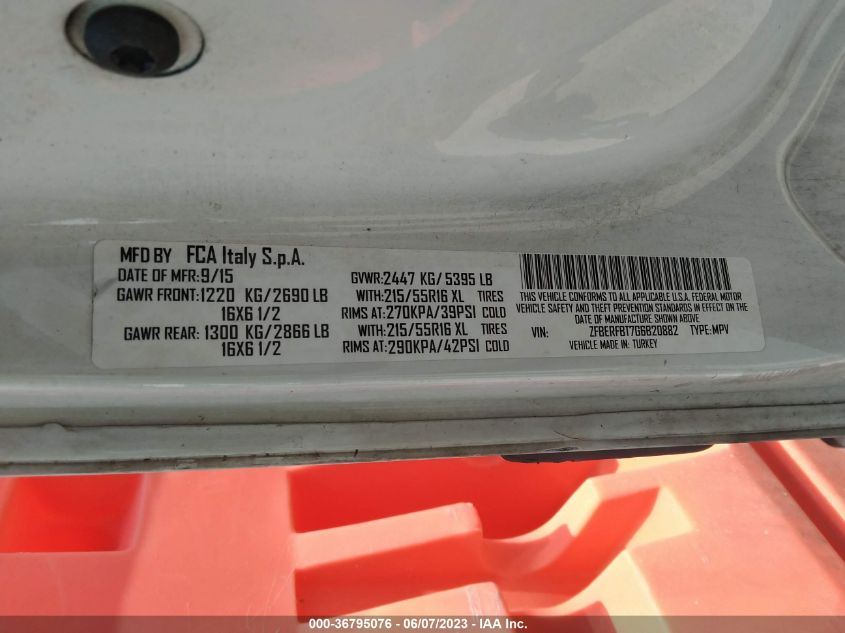 MFD BY FCA Italy S.p.A.
DATE OF MFR:9/15 GVWR:2447 KG/5395 LB
GAWR FRONT:1220 KG/2690 LB WITH:215/55R16 XL TIRES
16X6 1/2 RIMS AT:270KPA/39PSI COLD
GAWR REAR:1300 KG/2866 LB WITH:215/55R16 XL TIRES
16X6 1/2 RIMS AT:290KPA/42PSI COLD
THIS VEHICLE CONFORMS TO ALL APPLICABLE U.S.A. FEDERAL MOTOR
VEHICLE SAFETY AND THEFT PREVENTION STANDARDS IN EFFECT ON THE
DATE OF MANUFACTURE SHOWN ABOVE
VIN: ZFBERFBT7G6B20882 TYPE:MPV
VEHICLE MADE IN: TURKEY
000-36795076 - 06/07/2023 - IAA Inc.